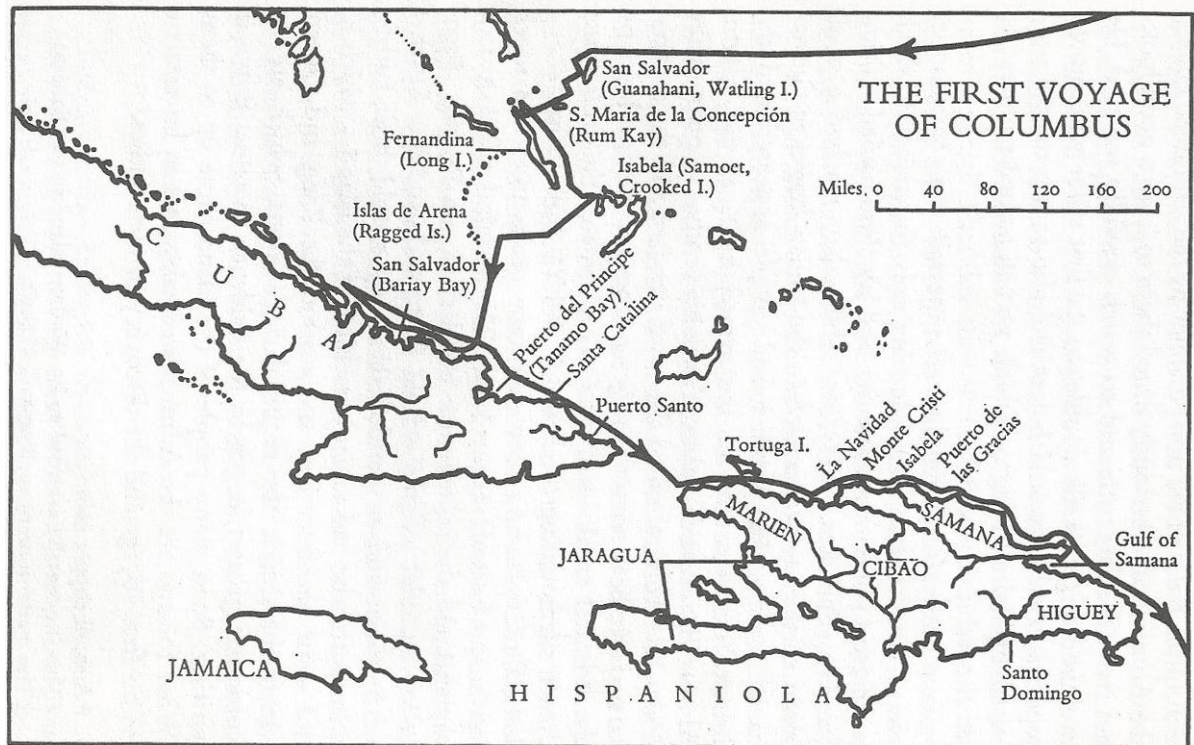 THE FIRST VOYAGE
OF COLUMBUS
Miles. 0 40 80 120 160 200
San Salvador
(Guanahani, Watling I.)
S. Maria de la Concepción
(Rum Kay)
Fernandina
(Long I.)
Isabela (Samoet,
Crooked I.)
Islas de Arena
(Ragged Is.)
San Salvador
(Bariay Bay)
CUBA
Puerto del Principe
(Tanamo Bay)
Santa Catalina
Puerto Santo
Tortuga I.
La Navidad
Monte Cristi
Isabela
Puerto de
las Gracias
MARIEN
SAMANA
Gulf of
Samana
JARAGUA
CIBAO
HIGUEY
JAMAICA
Santo
Domingo
HISPANIOLA